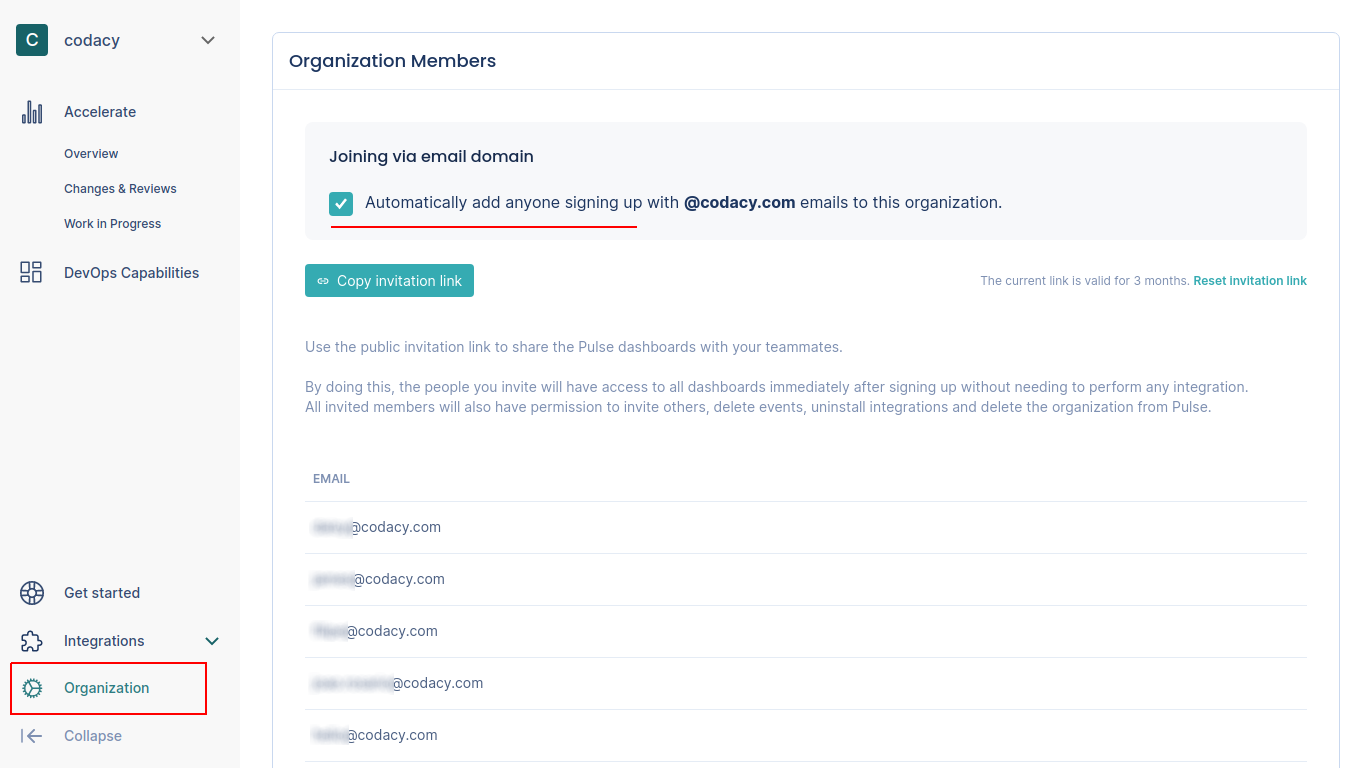 C codacy
Accelerate
Overview
Changes & Reviews
Work in Progress
DevOps Capabilities
Get started
Integrations
Organization
Collapse
Organization Members
Joining via email domain
Automatically add anyone signing up with @codacy.com emails to this organization.
Copy invitation link
The current link is valid for 3 months. Reset invitation link
Use the public invitation link to share the Pulse dashboards with your teammates.
By doing this, the people you invite will have access to all dashboards immediately after signing up without needing to perform any integration.
All invited members will also have permission to invite others, delete events, uninstall integrations and delete the organization from Pulse.
EMAIL
@codacy.com
@codacy.com
@codacy.com
@codacy.com
@codacy.com